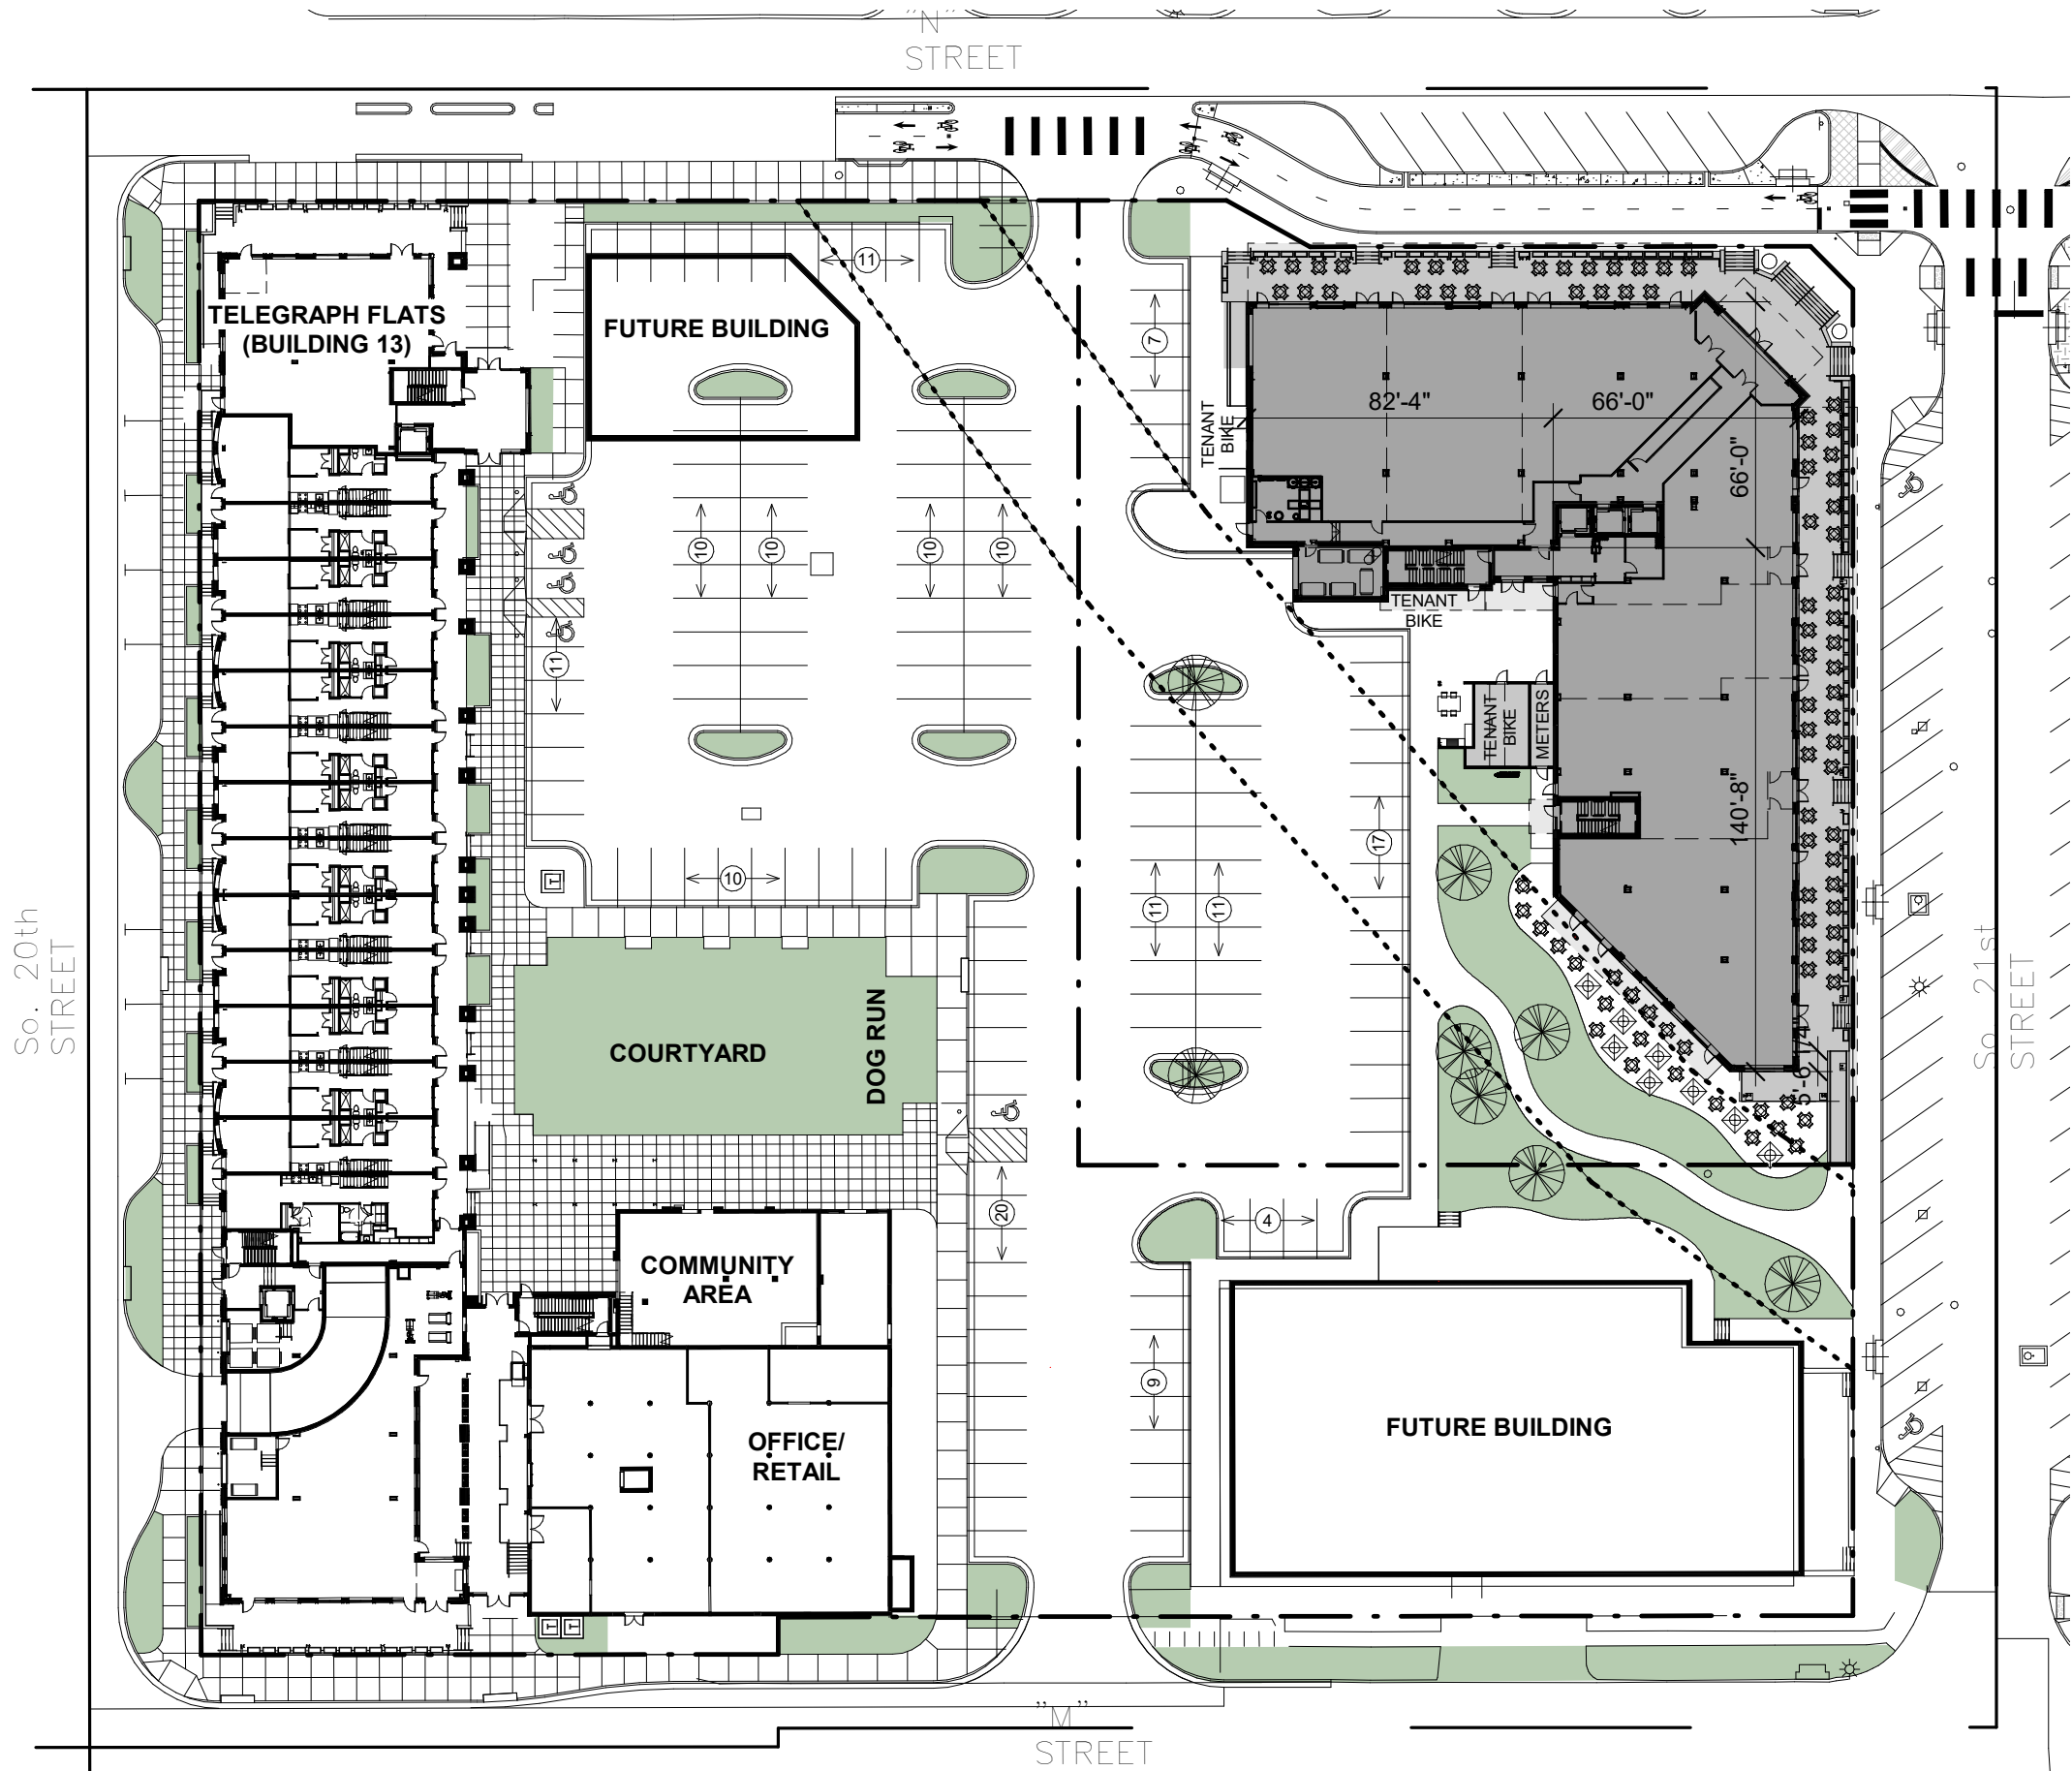 "N"
STREET
11
TELEGRAPH FLATS
(BUILDING 13)
FUTURE BUILDING
7
82'-4"
66'-0"
TENANT
BIKE
66'-0"
10
10
10
10
TENANT
BIKE
11
TENANT
BIKE
METERS
140'-8"
17
10
11
11
So. 20th
STREET
So. 21st
STREET
COURTYARD
DOG RUN
20
4
COMMUNITY
AREA
9
OFFICE/
RETAIL
FUTURE BUILDING
T
T
T
"M"
STREET